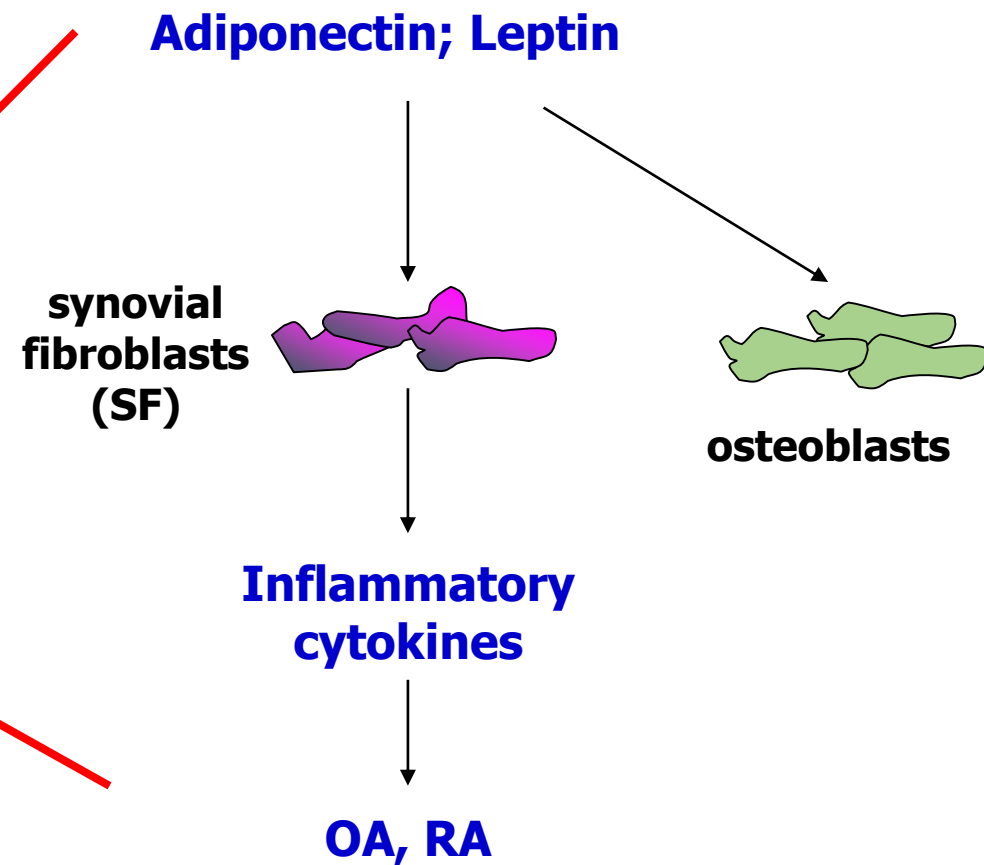 Adiponectin; Leptin
synovial
fibroblasts
(SF)
osteoblasts
Inflammatory
cytokines
OA, RA